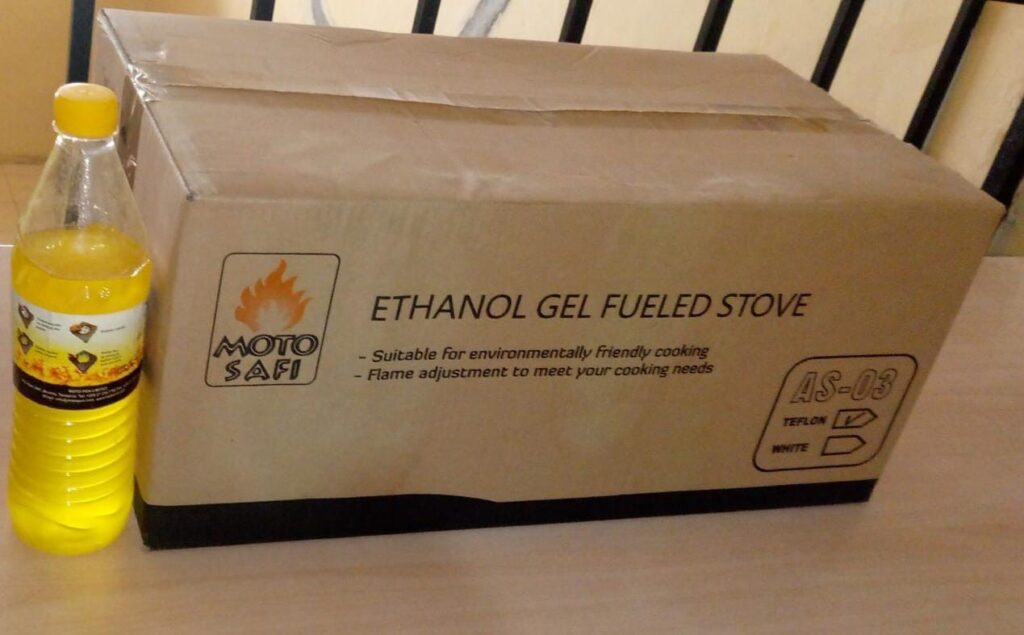 MOTO
SAFI
ETHANOL GEL FUELED STOVE
- Suitable for environmentally friendly cooking
- Flame adjustment to meet your cooking needs
AS-03
TEFLON
WHITE